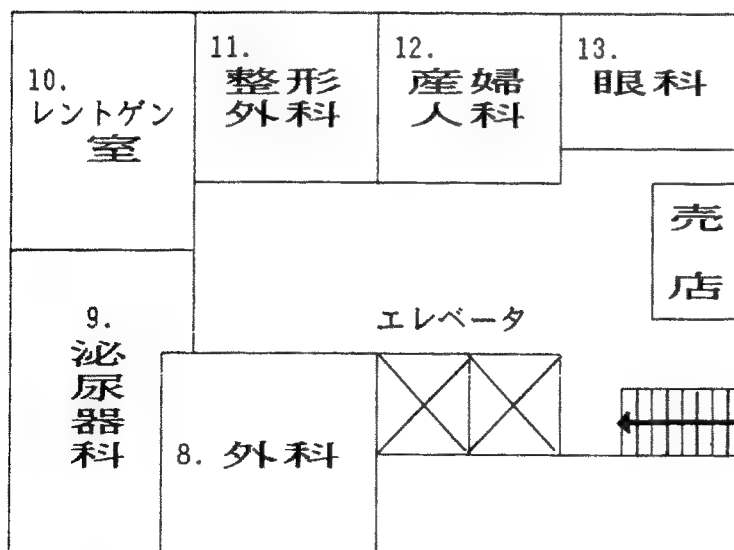 10.
レントゲン
室
11.
整形
外科
12.
産婦
人科
13.
眼科
売
店
エレベータ
9.
泌
尿
器
科
8. 外科